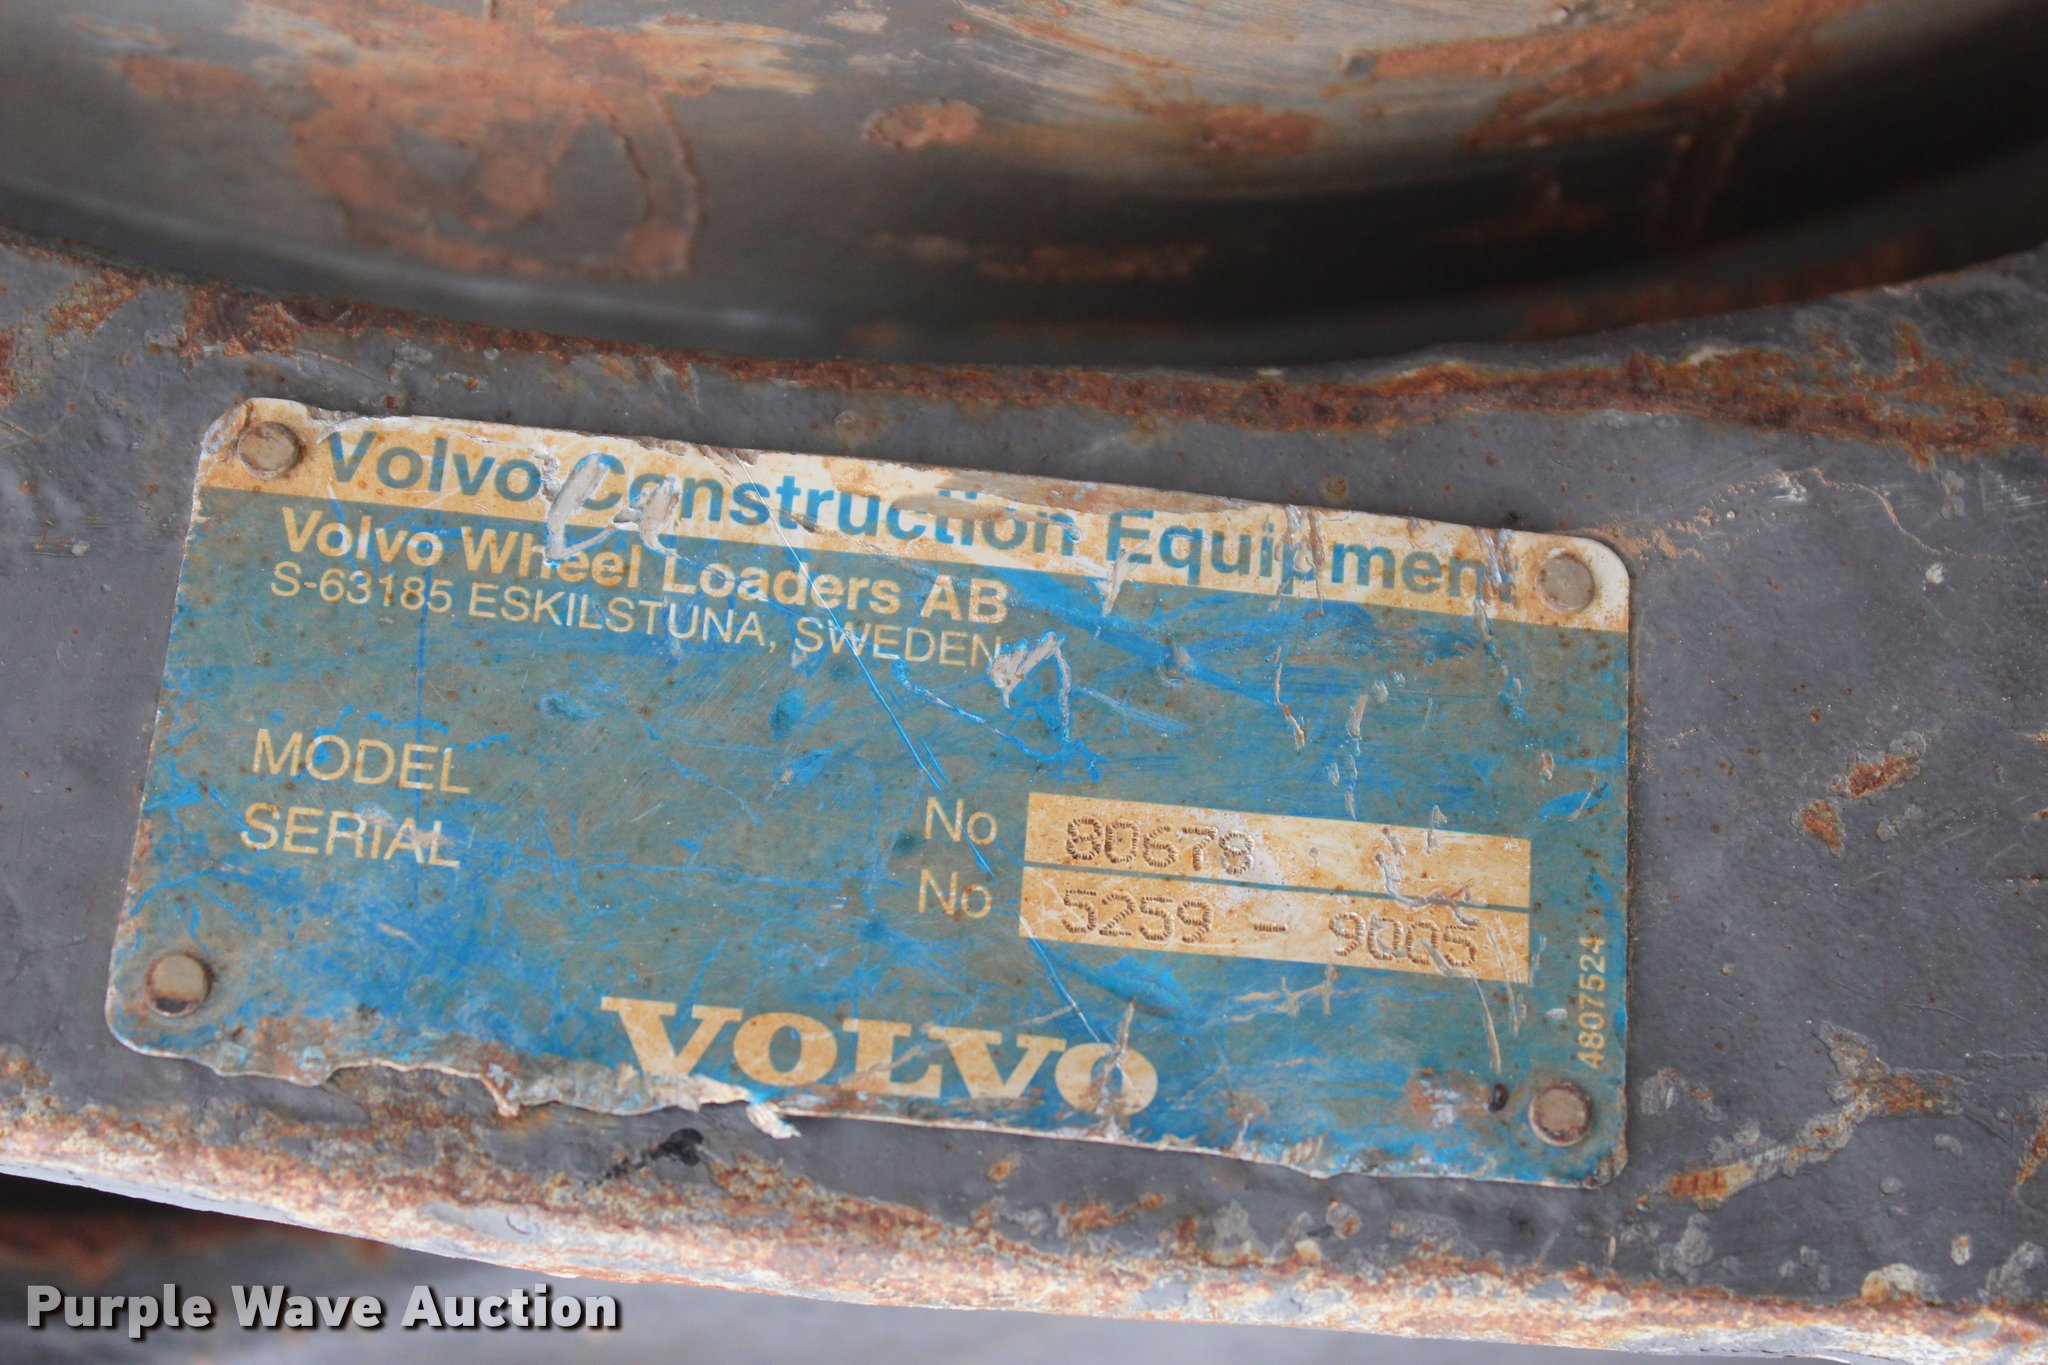 Volvo Construction Equipment
Volvo Wheel Loaders AB
S-63185 ESKILSTUNA, SWEDEN
MODEL No 80678
SERIAL No 5259 - 9005
4807524
VOLVO
Purple Wave Auction